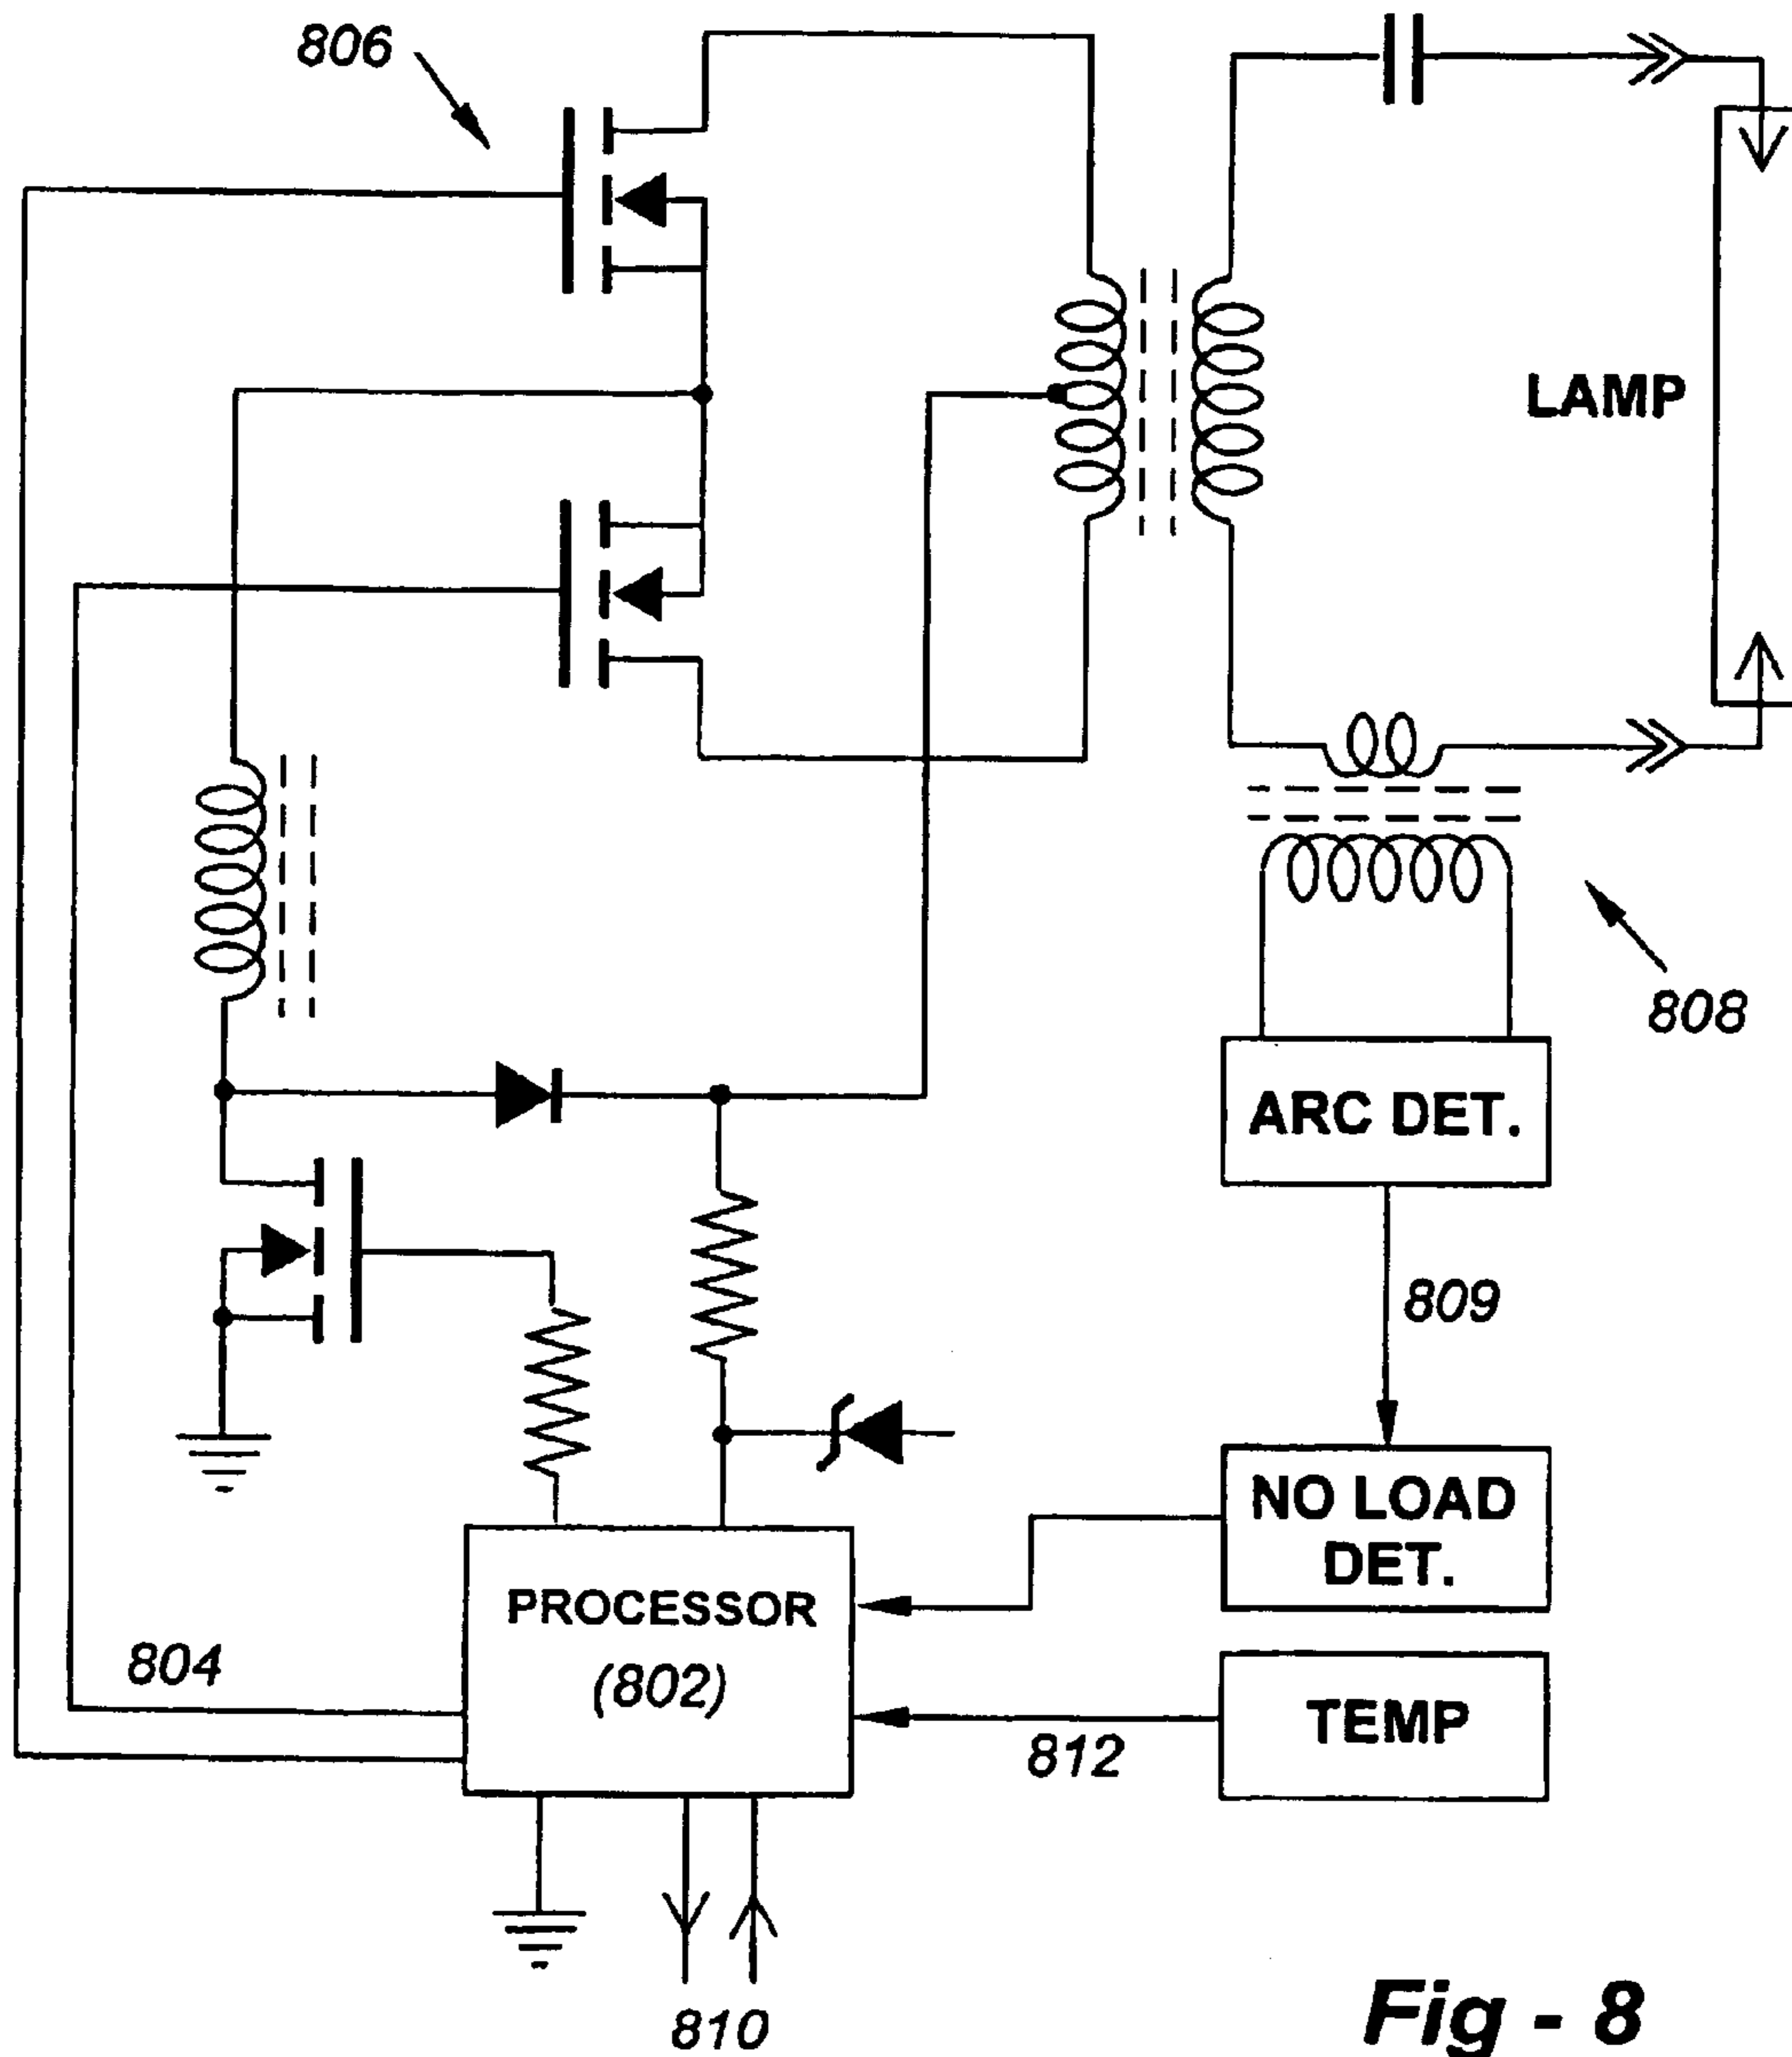 806
LAMP
808
ARC DET.
809
NO LOAD
DET.
PROCESSOR
(802)
804
TEMP
812
810
Fig - 8